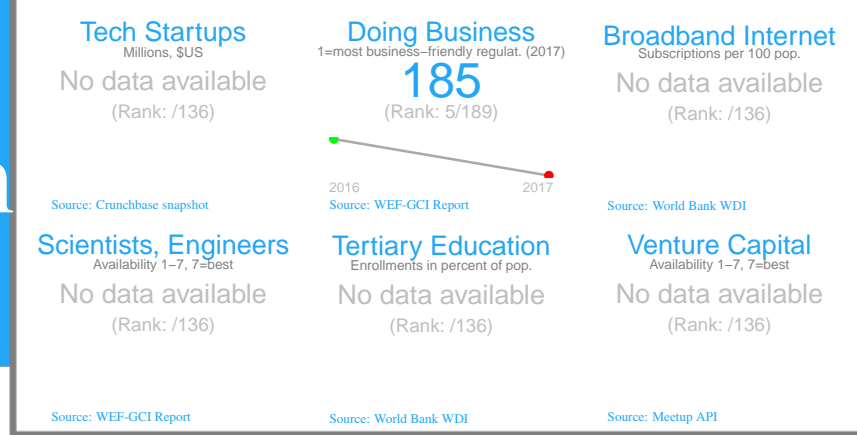 Tech Startups
Millions, $US
No data available
(Rank: /136)
Source: Crunchbase snapshot
Doing Business
1=most business−friendly regulat. (2017)
185
(Rank: 5/189)
2016 2017
Source: WEF-GCI Report
Broadband Internet
Subscriptions per 100 pop.
No data available
(Rank: /136)
Source: World Bank WDI
Scientists, Engineers
Availability 1−7, 7=best
No data available
(Rank: /136)
Source: WEF-GCI Report
Tertiary Education
Enrollments in percent of pop.
No data available
(Rank: /136)
Source: World Bank WDI
Venture Capital
Availability 1−7, 7=best
No data available
(Rank: /136)
Source: Meetup API